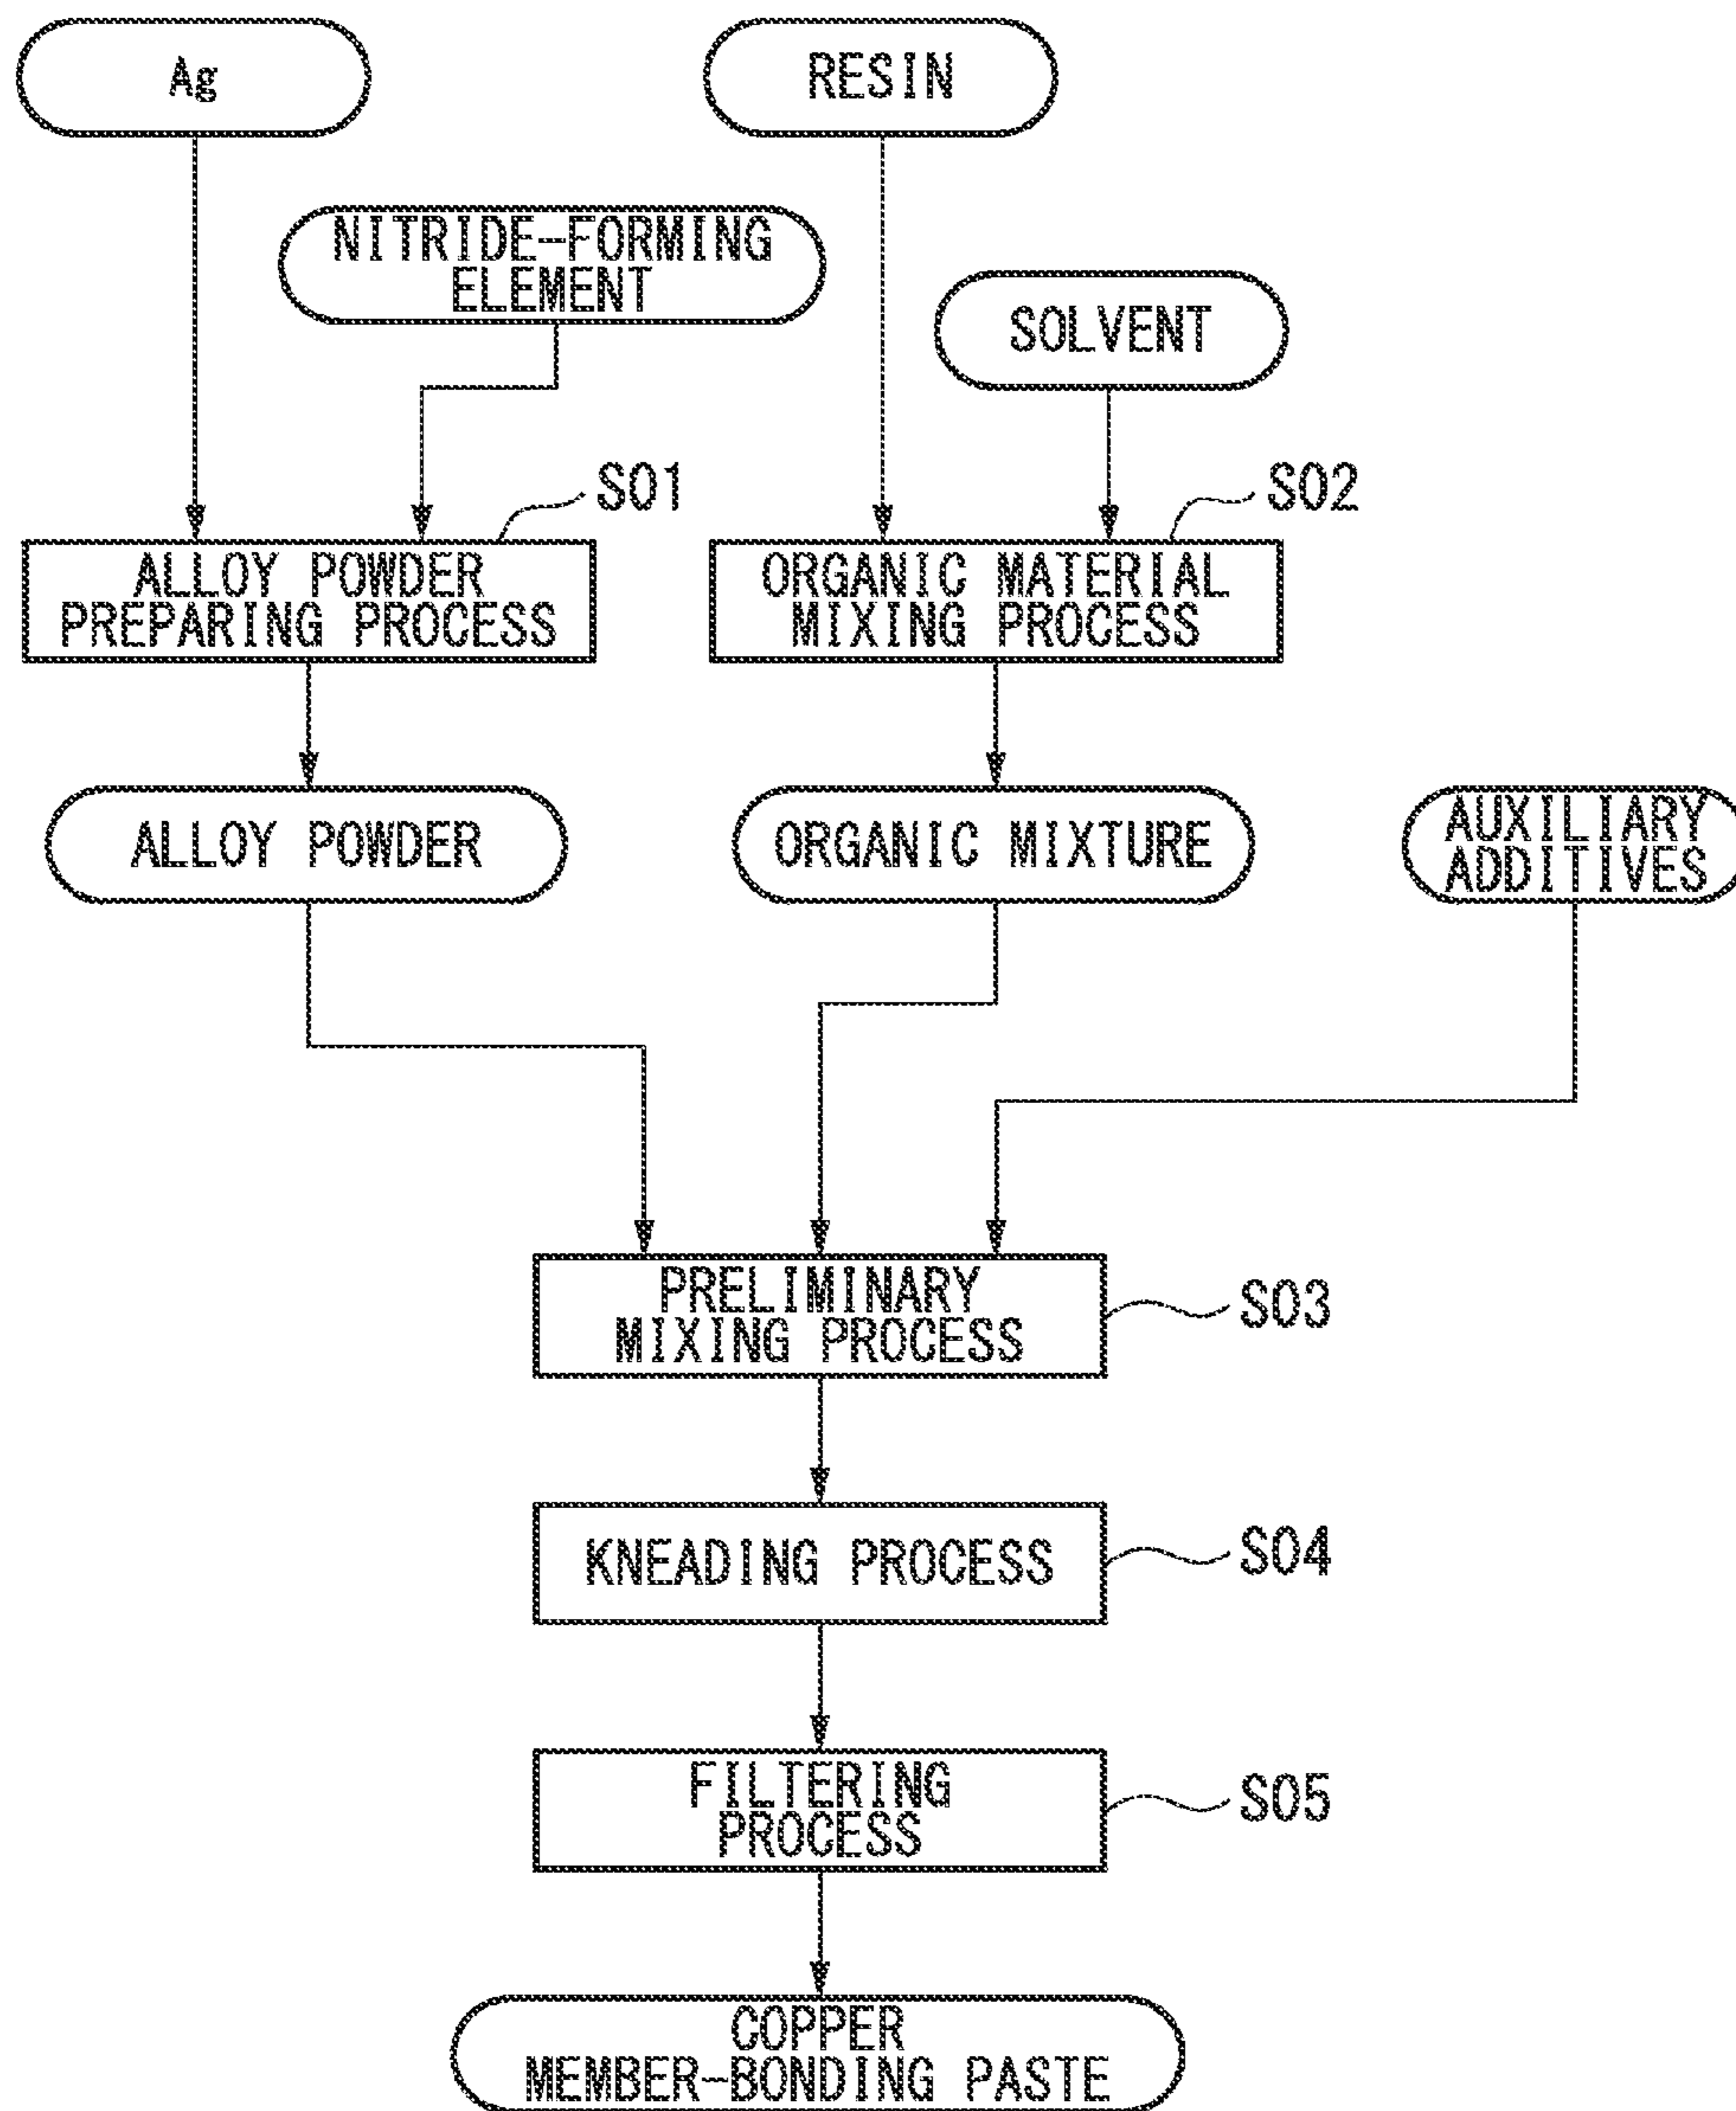 Ag
RESIN
NITRIDE-FORMING
ELEMENT
SOLVENT
S01
S02
ALLOY POWDER
PREPARING PROCESS
ORGANIC MATERIAL
MIXING PROCESS
ALLOY POWDER
ORGANIC MIXTURE
AUXILIARY
ADDITIVES
PRELIMINARY
MIXING PROCESS
S03
KNEADING PROCESS
S04
FILTERING
PROCESS
S05
COPPER
MEMBER-BONDING PASTE